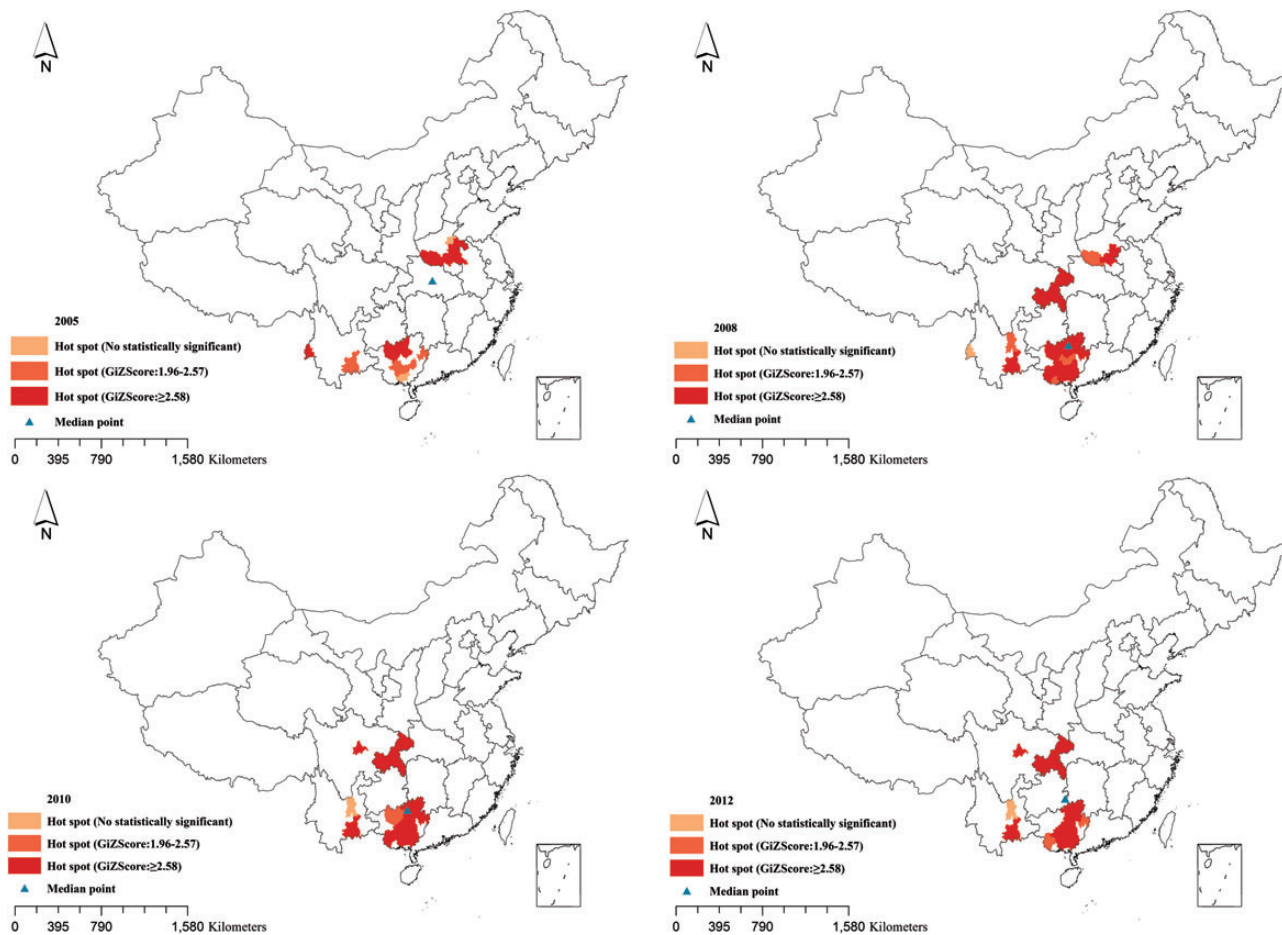 N
2005
Hot spot (No statistically significant)
Hot spot (GiZScore:1.96-2.57)
Hot spot (GiZScore:≥2.58)
Median point
0 395 790 1,580 Kilometers
N
2008
Hot spot (No statistically significant)
Hot spot (GiZScore:1.96-2.57)
Hot spot (GiZScore:≥2.58)
Median point
0 395 790 1,580 Kilometers
N
2010
Hot spot (No statistically significant)
Hot spot (GiZScore:1.96-2.57)
Hot spot (GiZScore:≥2.58)
Median point
0 395 790 1,580 Kilometers
N
2012
Hot spot (No statistically significant)
Hot spot (GiZScore:1.96-2.57)
Hot spot (GiZScore:≥2.58)
Median point
0 395 790 1,580 Kilometers